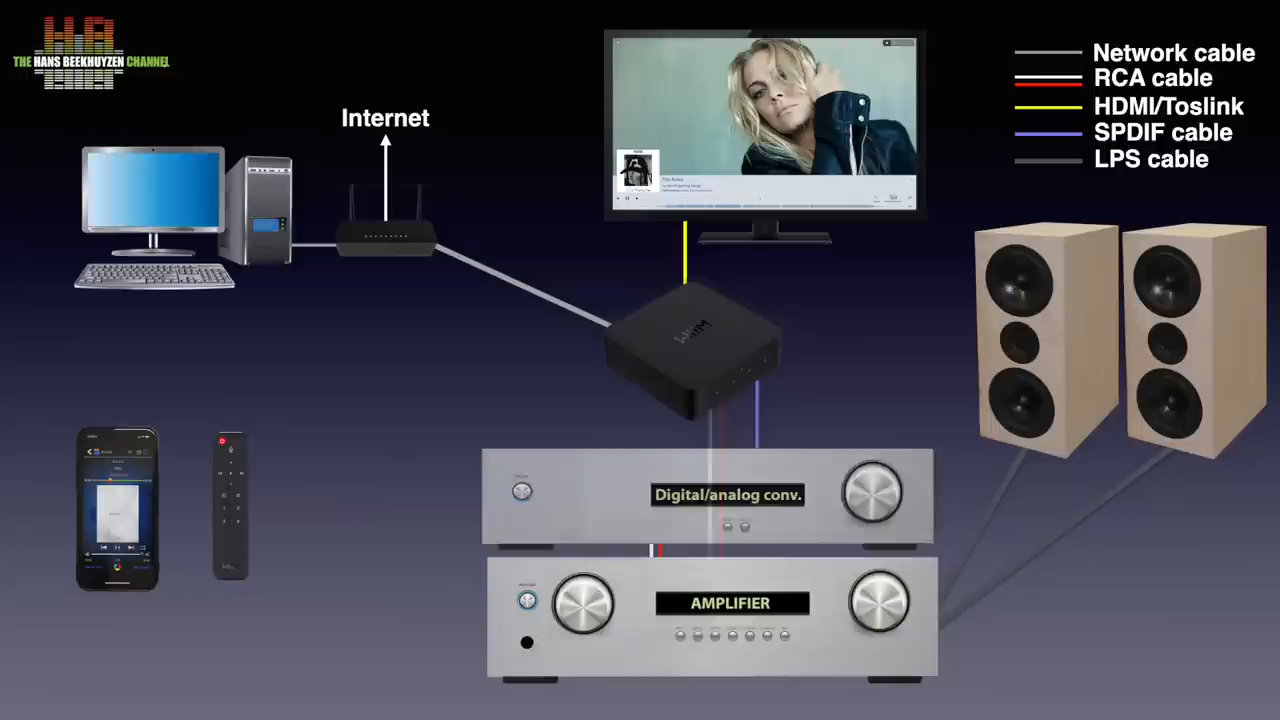 THE HANS BEEKHUYZEN CHANNEL
Internet
Network cable
RCA cable
HDMI/Toslink
SPDIF cable
LPS cable
WiiM
Digital/analog conv.
AMPLIFIER